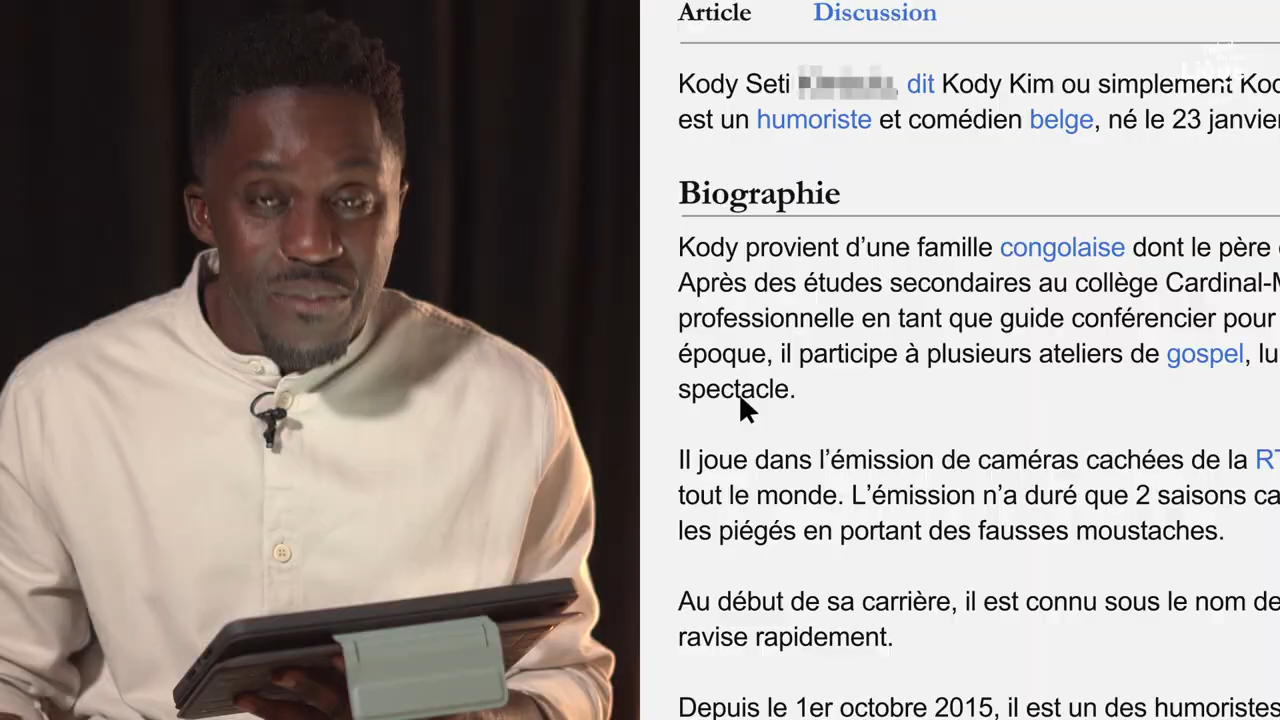 Article Discussion
Kody Seti dit Kody Kim ou simplement
est un humoriste et comédien belge, né le 23 janvier
Biographie
Kody provient d’une famille congolaise dont le père
Après des études secondaires au collège Cardinal-
professionnelle en tant que guide conférencier pour
époque, il participe à plusieurs ateliers de gospel,
spectacle.
Il joue dans l’émission de caméras cachées de la
tout le monde. L’émission n’a duré que 2 saisons
les piégés en portant des fausses moustaches.
Au début de sa carrière, il est connu sous le nom de
ravise rapidement.
Depuis le 1er octobre 2015, il est un des humoristes